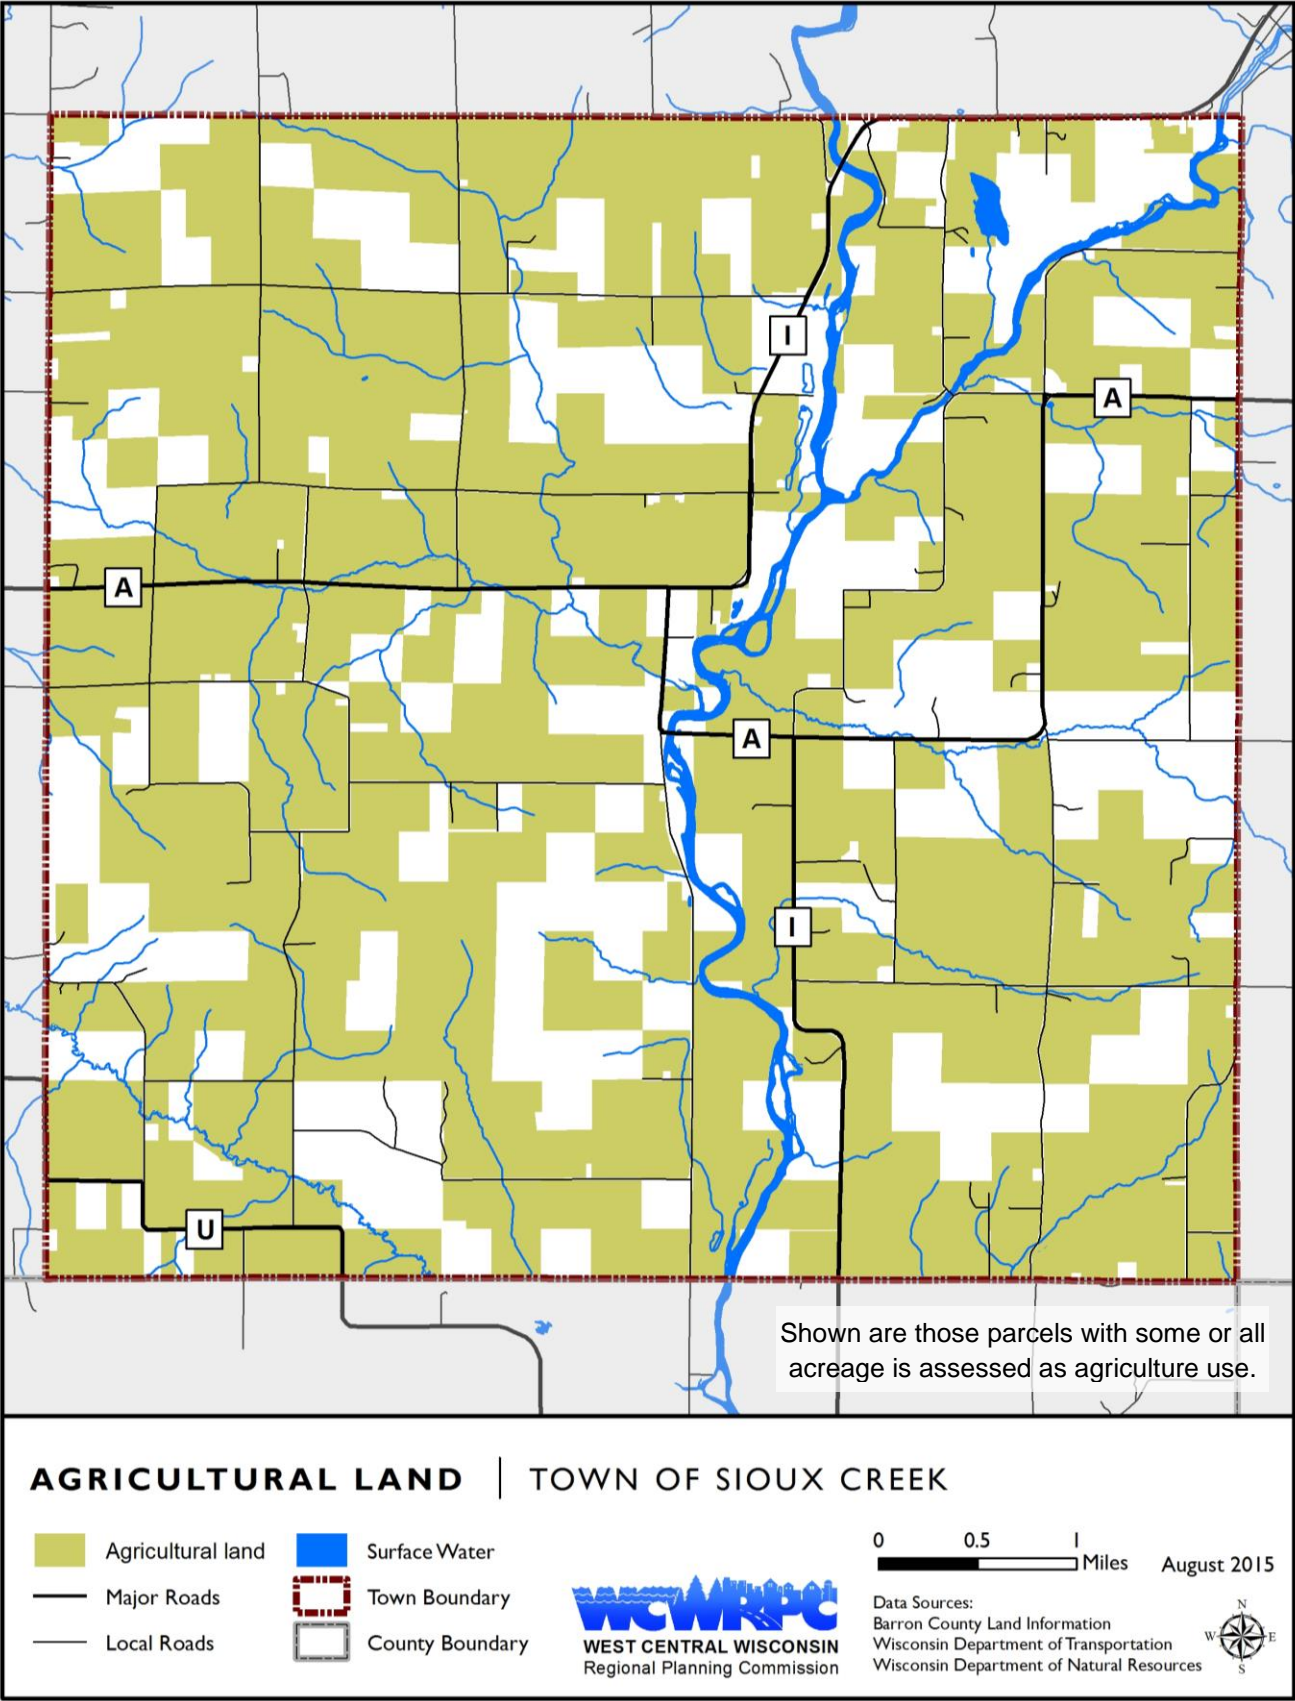 I
A
A
A
I
U
Shown are those parcels with some or all
acreage is assessed as agriculture use.
AGRICULTURAL LAND | TOWN OF SIOUX CREEK
Agricultural land
Major Roads
Local Roads
Surface Water
Town Boundary
County Boundary
WCWRPC
WEST CENTRAL WISCONSIN
Regional Planning Commission
0 0.5 1
Miles
August 2015
Data Sources:
Barron County Land Information
Wisconsin Department of Transportation
Wisconsin Department of Natural Resources
N
W E
S